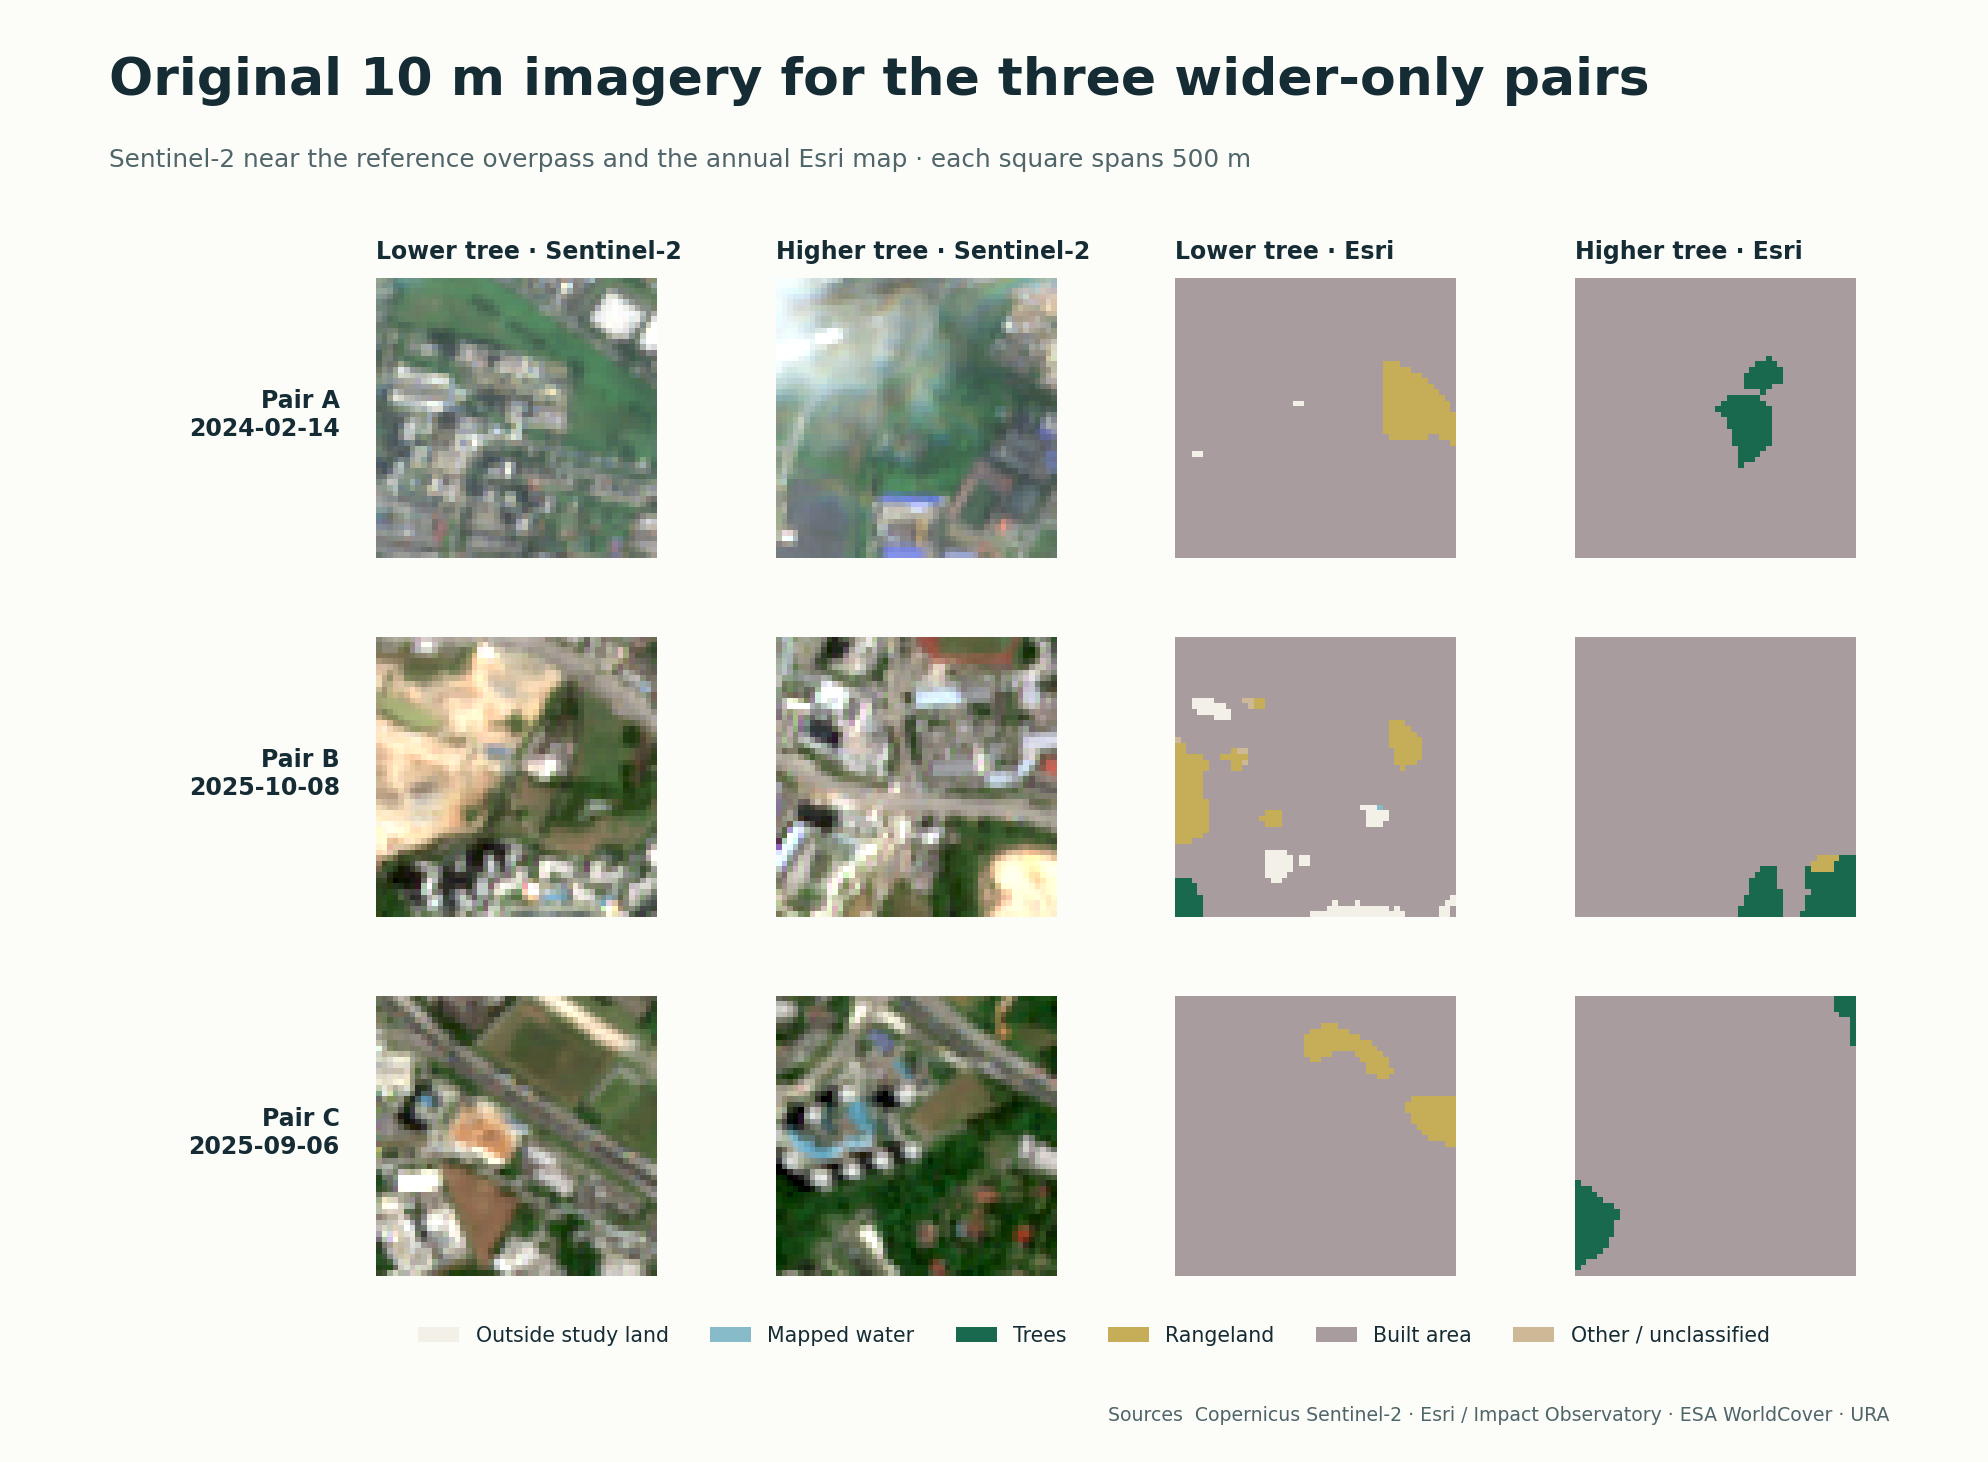 Original 10 m imagery for the three wider-only pairs
Sentinel-2 near the reference overpass and the annual Esri map · each square spans 500 m
Lower tree · Sentinel-2
Higher tree · Sentinel-2
Lower tree · Esri
Higher tree · Esri
Pair A
2024-02-14
Pair B
2025-10-08
Pair C
2025-09-06
Outside study land
Mapped water
Trees
Rangeland
Built area
Other / unclassified
Sources  Copernicus Sentinel-2 · Esri / Impact Observatory · ESA WorldCover · URA